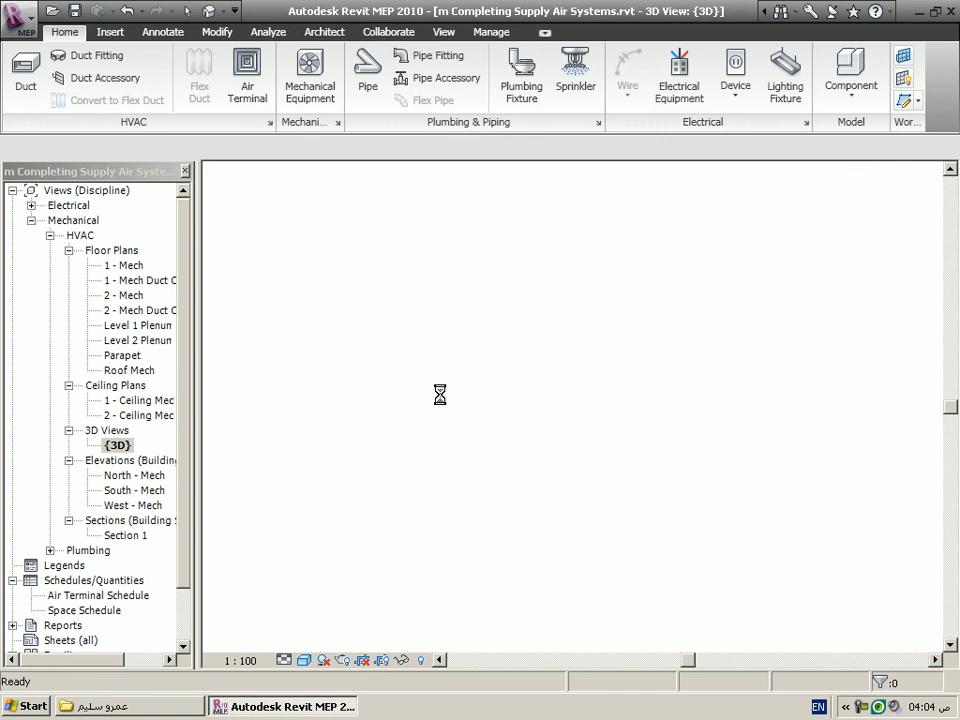 Autodesk Revit MEP 2010 - [m Completing Supply Air Systems.rvt - 3D View: {3D}]
MEP
Home Insert Annotate Modify Analyze Architect Collaborate View Manage
Duct
Duct Fitting
Duct Accessory
Convert to Flex Duct
Flex Duct
Air Terminal
Mechanical Equipment
Pipe
Pipe Fitting
Pipe Accessory
Flex Pipe
Plumbing Fixture
Sprinkler
Wire
Electrical Equipment
Device
Lighting Fixture
Component
HVAC Mechani... Plumbing & Piping Electrical Model Wor...
m Completing Supply Air Syste...
Views (Discipline)
Electrical
Mechanical
HVAC
Floor Plans
1 - Mech
1 - Mech Duct C
2 - Mech
2 - Mech Duct C
Level 1 Plenum
Level 2 Plenum
Parapet
Roof Mech
Ceiling Plans
1 - Ceiling Mec
2 - Ceiling Mec
3D Views
{3D}
Elevations (Building
North - Mech
South - Mech
West - Mech
Sections (Building
Section 1
Plumbing
Legends
Schedules/Quantities
Air Terminal Schedule
Space Schedule
Reports
Sheets (all)
1 : 100
Ready
:0
Start
عمرو سليم
Autodesk Revit MEP 2...
EN
04:04 ص